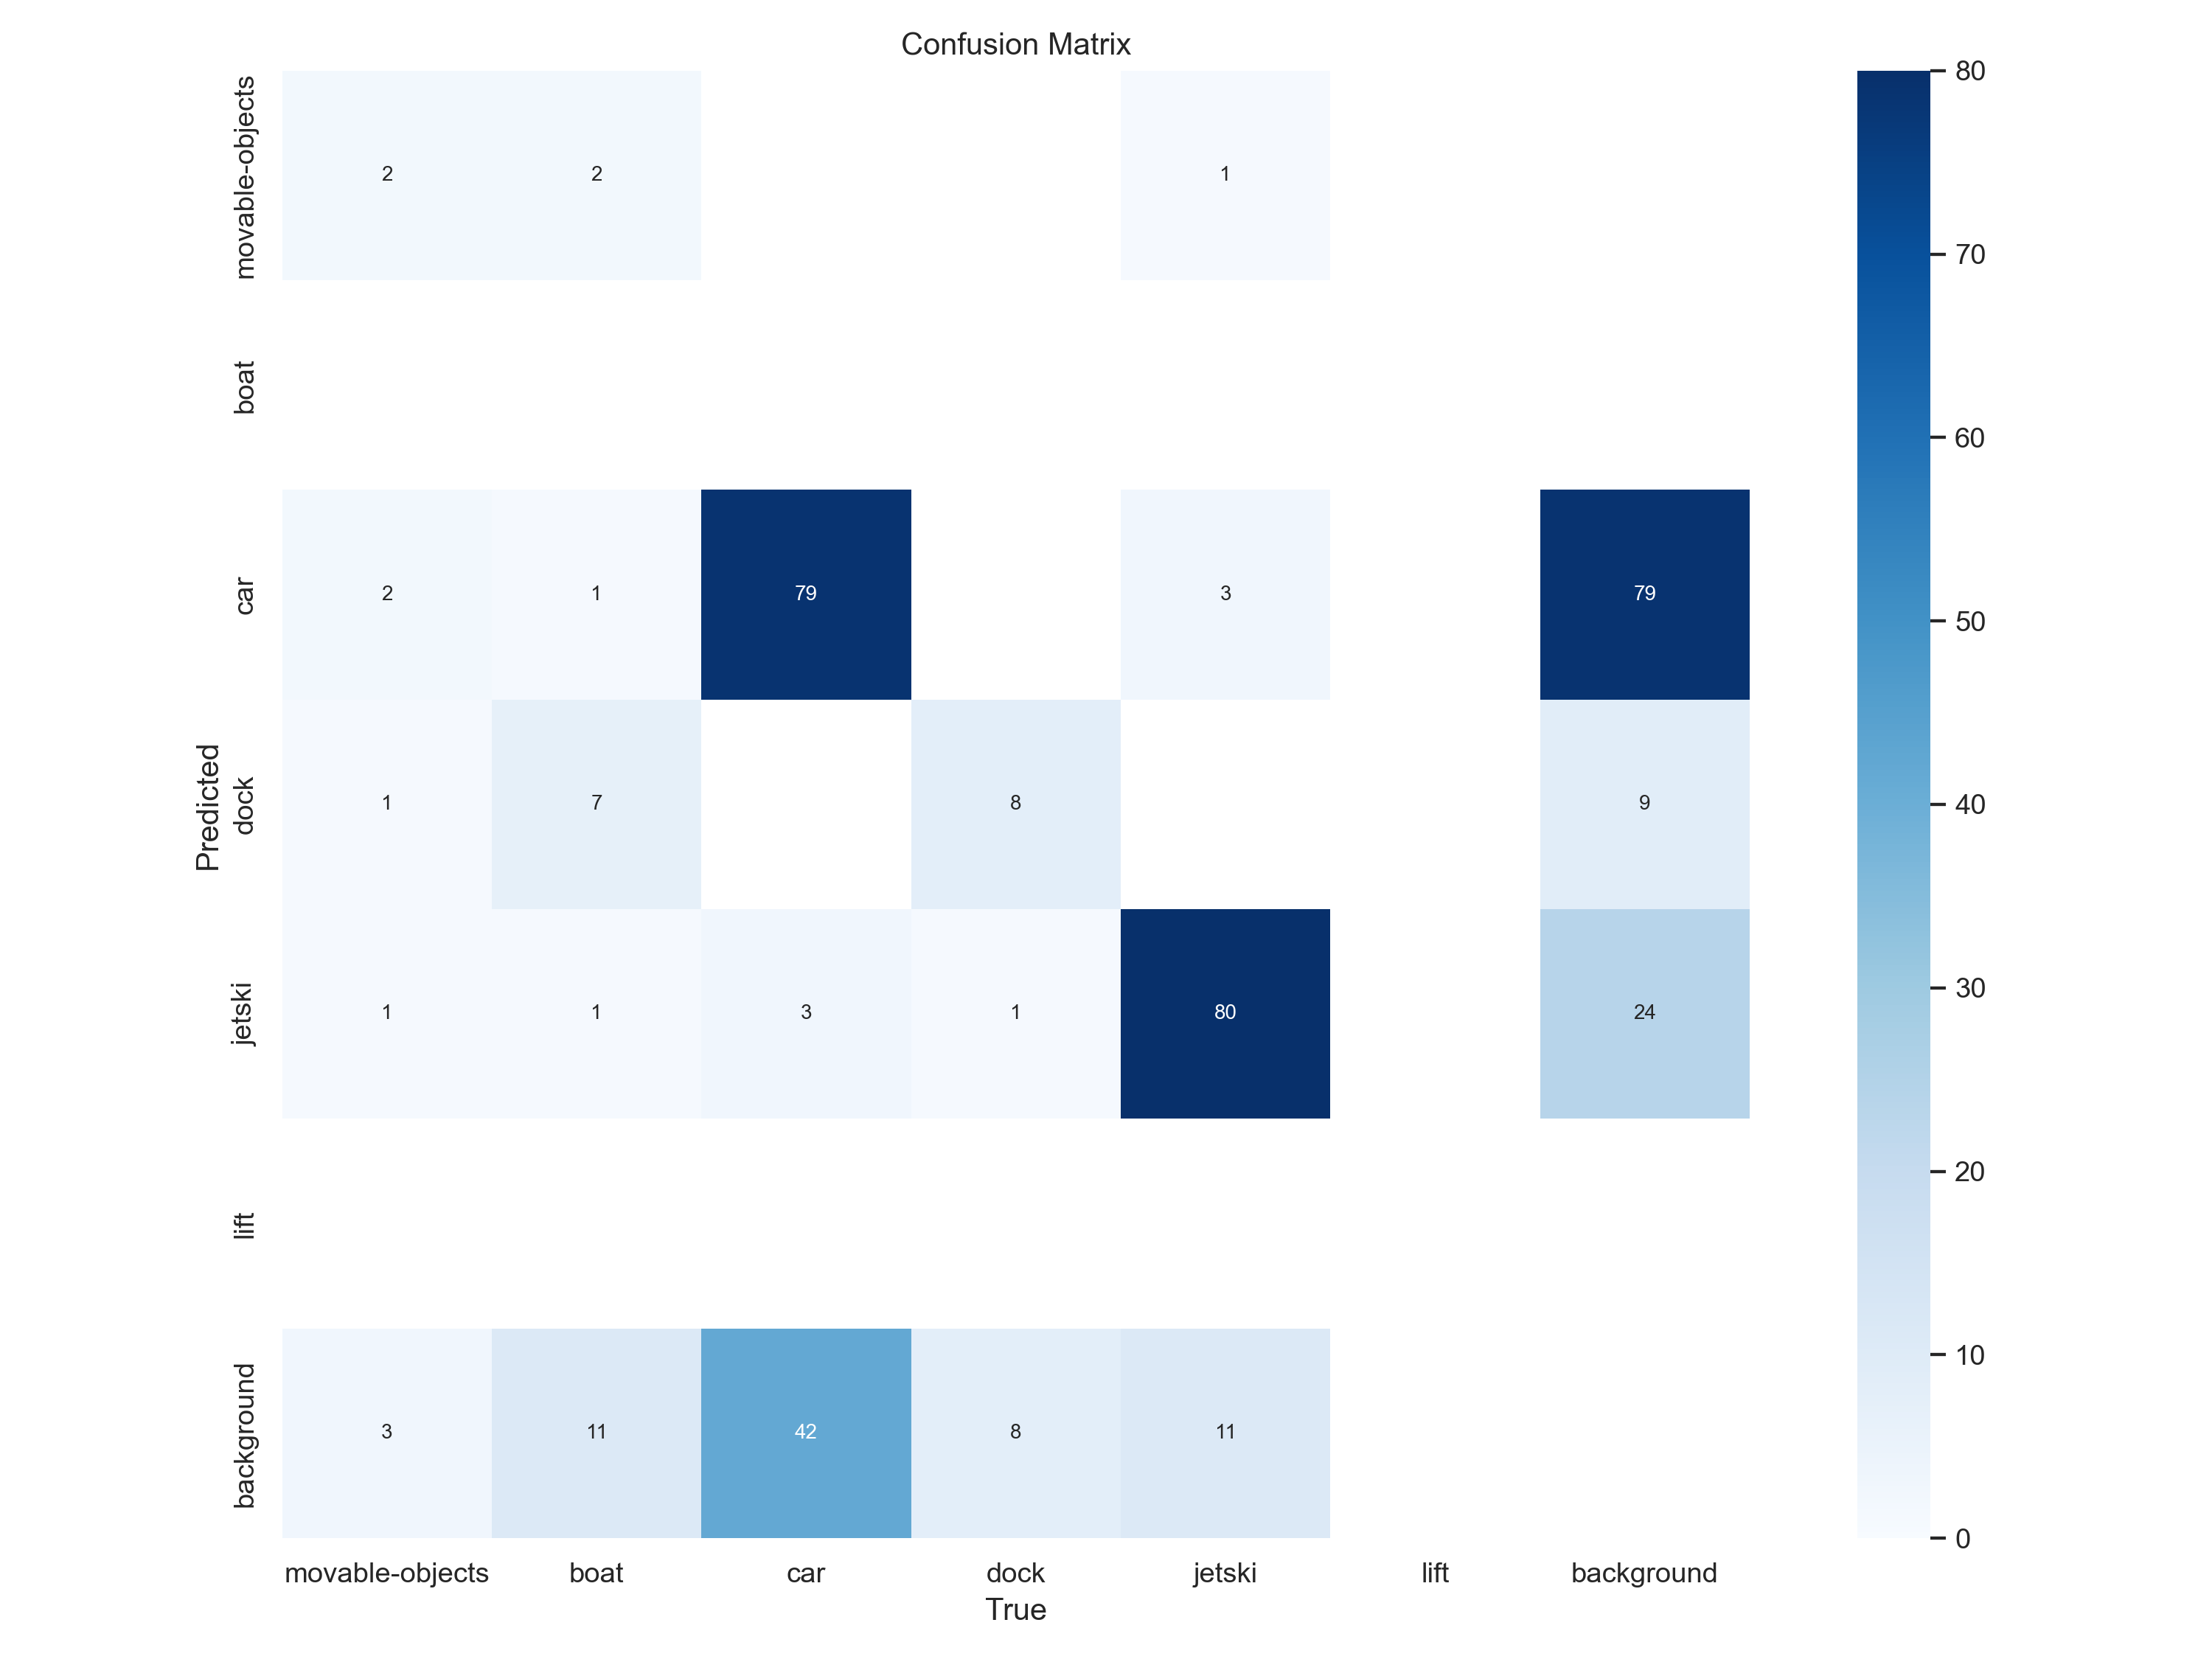 Confusion Matrix
movable-objects
2 2 1
boat
car
2 1 79 3 79
Predicted
dock
1 7 8 9
jetski
1 1 3 1 80 24
lift
background
3 11 42 8 11
movable-objects boat car dock jetski lift background
True
80
70
60
50
40
30
20
10
0